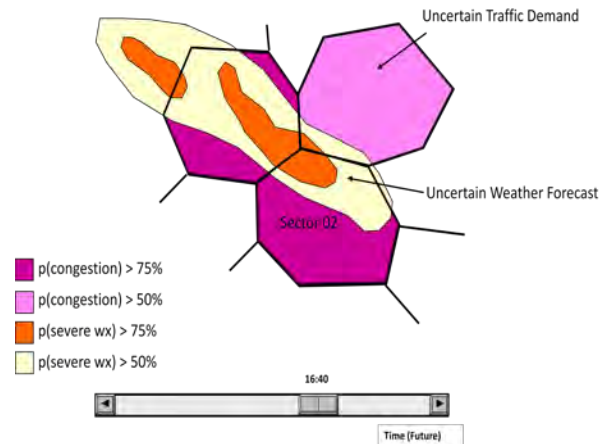 Uncertain Traffic Demand
Uncertain Weather Forecast
Sector 02
p(congestion) > 75%
p(congestion) > 50%
p(severe wx) > 75%
p(severe wx) > 50%
16:40
Time (Future)